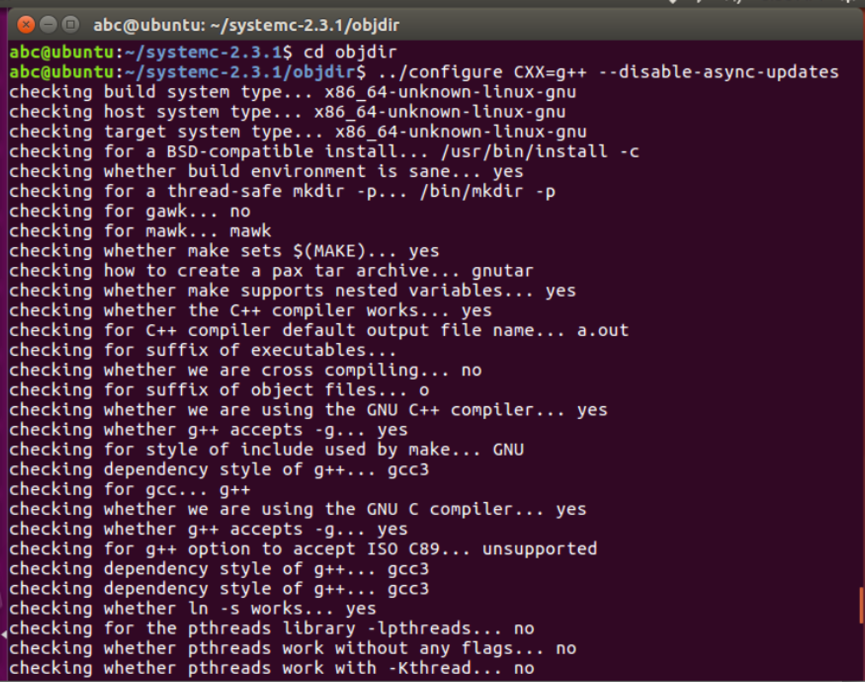 abc@ubuntu: ~/systemc-2.3.1/objdir
abc@ubuntu:~/systemc-2.3.1$ cd objdir
abc@ubuntu:~/systemc-2.3.1/objdir$ ../configure CXX=g++ --disable-async-updates
checking build system type... x86_64-unknown-linux-gnu
checking host system type... x86_64-unknown-linux-gnu
checking target system type... x86_64-unknown-linux-gnu
checking for a BSD-compatible install... /usr/bin/install -c
checking whether build environment is sane... yes
checking for a thread-safe mkdir -p... /bin/mkdir -p
checking for gawk... no
checking for mawk... mawk
checking whether make sets $(MAKE)... yes
checking how to create a pax tar archive... gnutar
checking whether make supports nested variables... yes
checking whether the C++ compiler works... yes
checking for C++ compiler default output file name... a.out
checking for suffix of executables...
checking whether we are cross compiling... no
checking for suffix of object files... o
checking whether we are using the GNU C++ compiler... yes
checking whether g++ accepts -g... yes
checking for style of include used by make... GNU
checking dependency style of g++... gcc3
checking for gcc... g++
checking whether we are using the GNU C compiler... yes
checking whether g++ accepts -g... yes
checking for g++ option to accept ISO C89... unsupported
checking dependency style of g++... gcc3
checking dependency style of g++... gcc3
checking whether ln -s works... yes
checking for the pthreads library -lpthreads... no
checking whether pthreads work without any flags... no
checking whether pthreads work with -Kthread... no